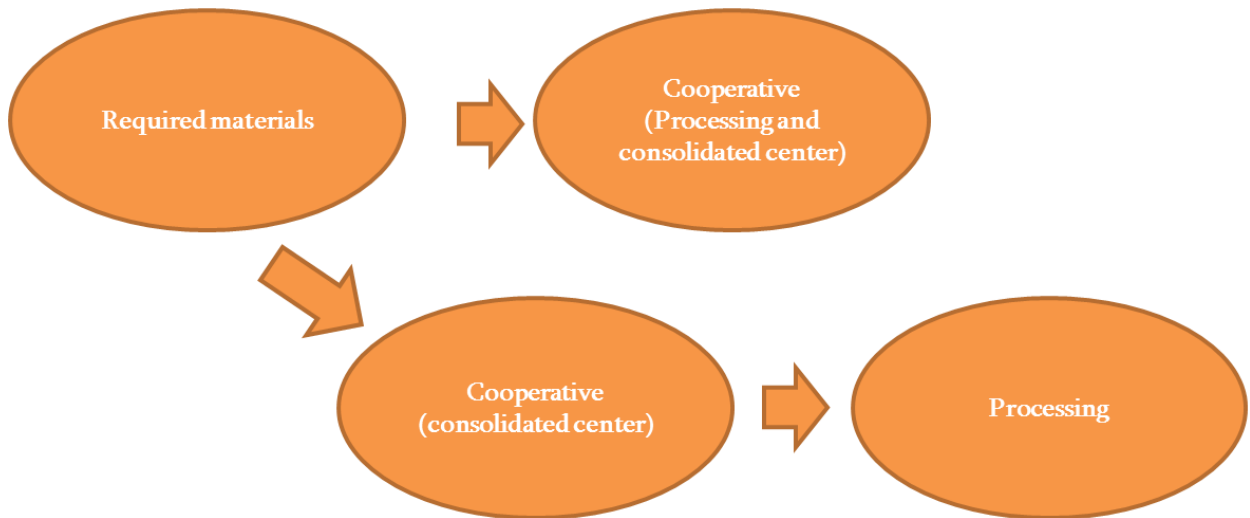 Required materials
Cooperative
(Processing and
consolidated center)
Cooperative
(consolidated center)
Processing